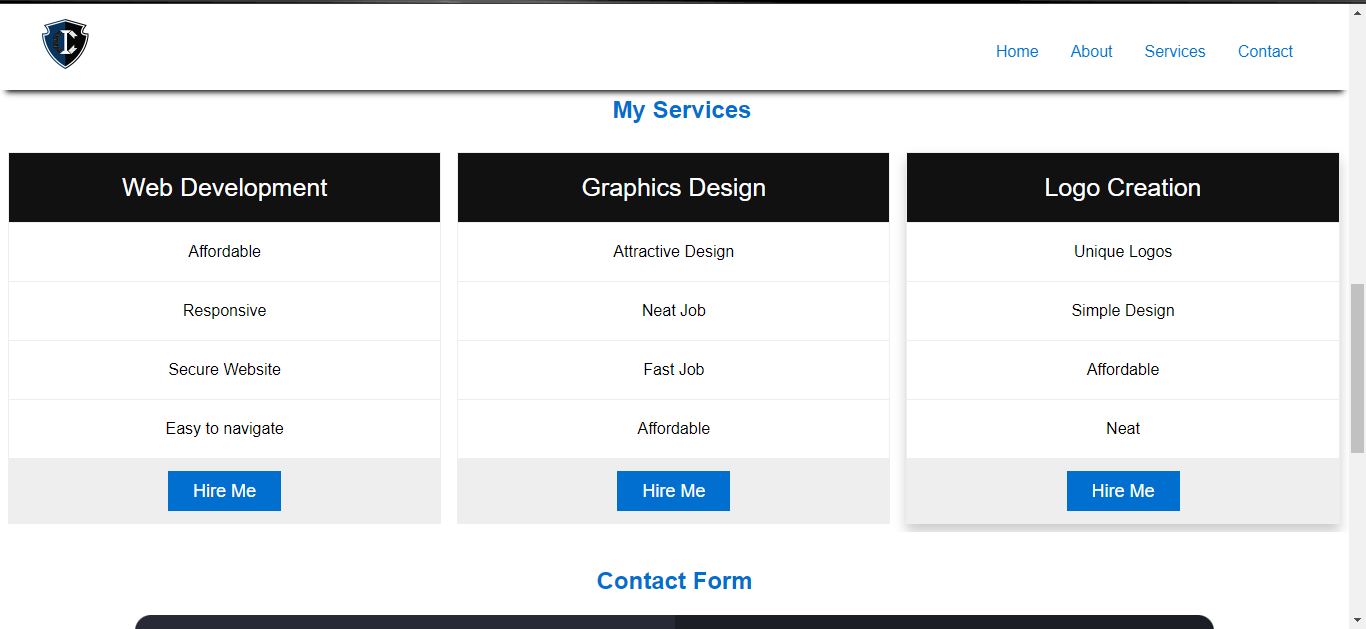 Home About Services Contact
My Services
Web Development
Affordable
Responsive
Secure Website
Easy to navigate
Hire Me
Graphics Design
Attractive Design
Neat Job
Fast Job
Affordable
Hire Me
Logo Creation
Unique Logos
Simple Design
Affordable
Neat
Hire Me
Contact Form